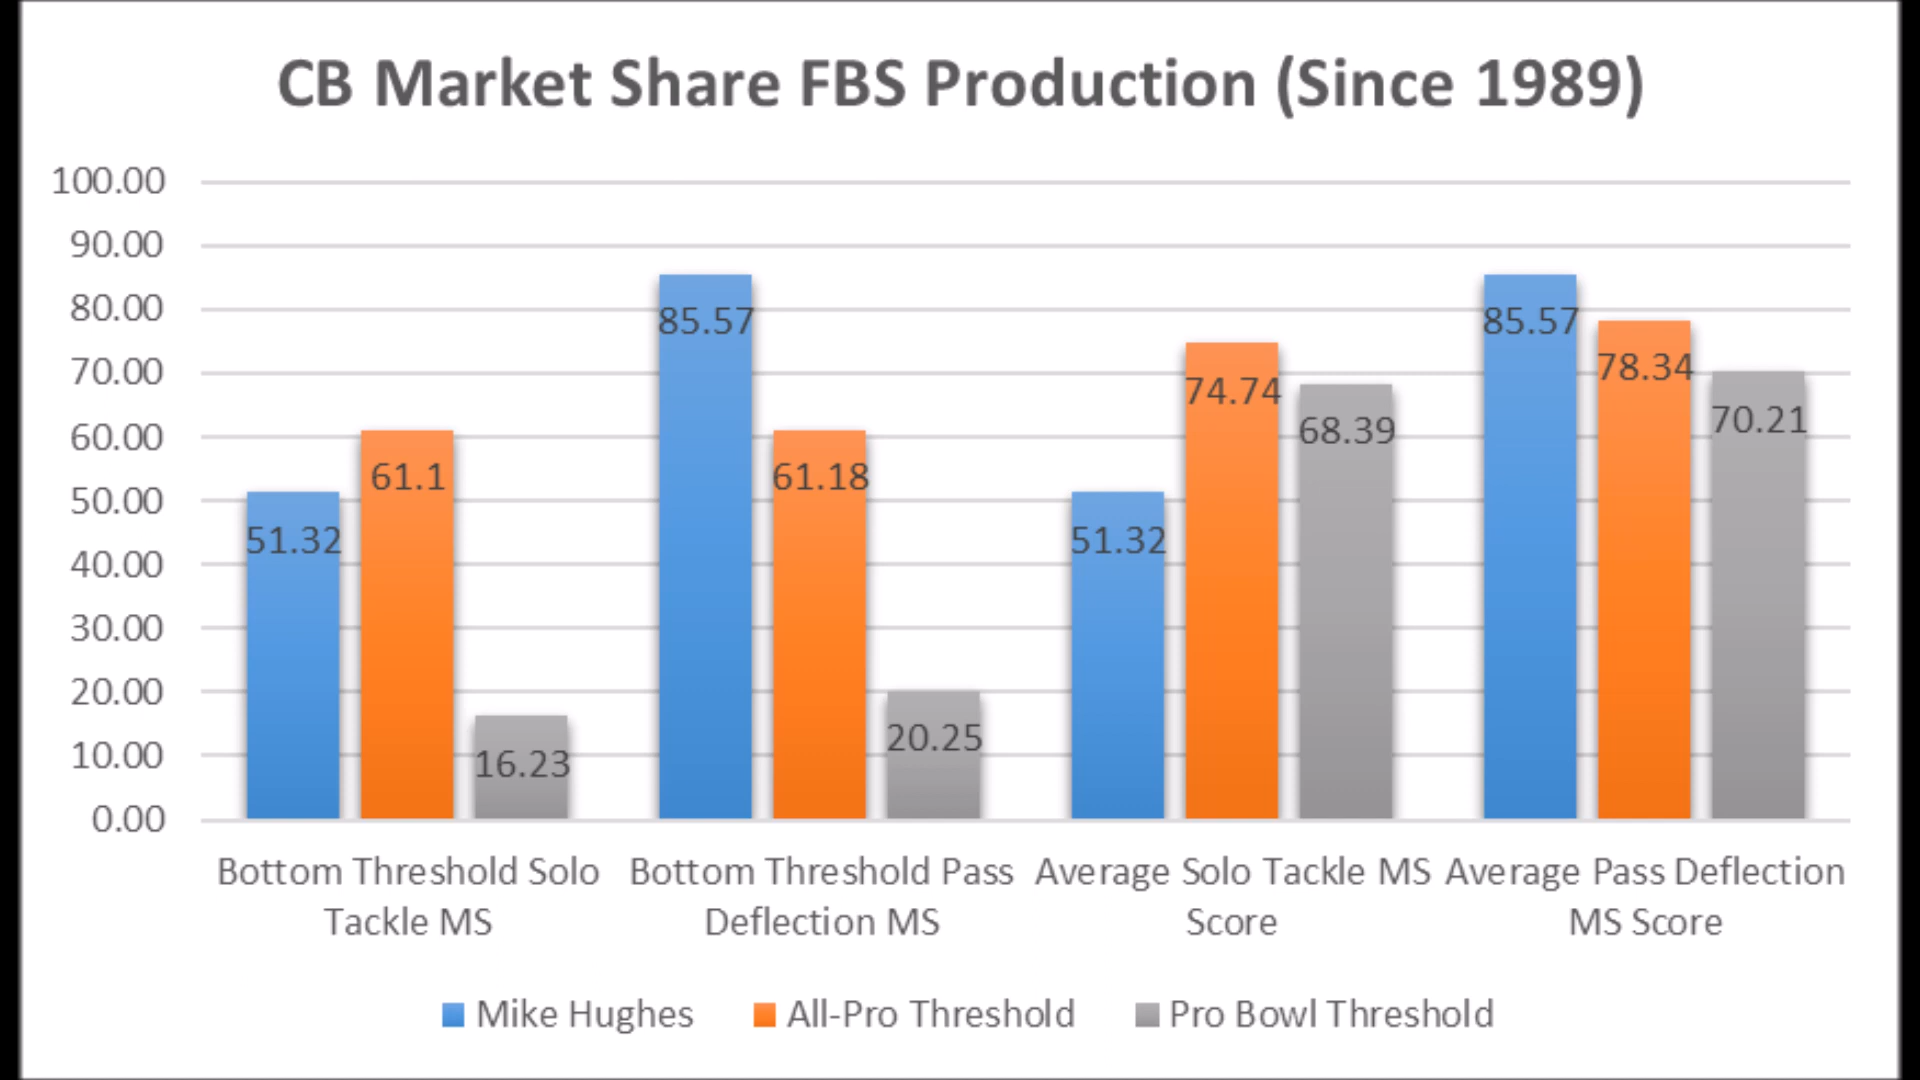 CB Market Share FBS Production (Since 1989)
100.00
90.00
80.00
70.00
60.00
50.00
40.00
30.00
20.00
10.00
0.00
51.32
61.1
16.23
85.57
61.18
20.25
51.32
74.74
68.39
85.57
78.34
70.21
Bottom Threshold Solo
Tackle MS
Bottom Threshold Pass
Deflection MS
Average Solo Tackle MS
Score
Average Pass Deflection
MS Score
Mike Hughes
All-Pro Threshold
Pro Bowl Threshold